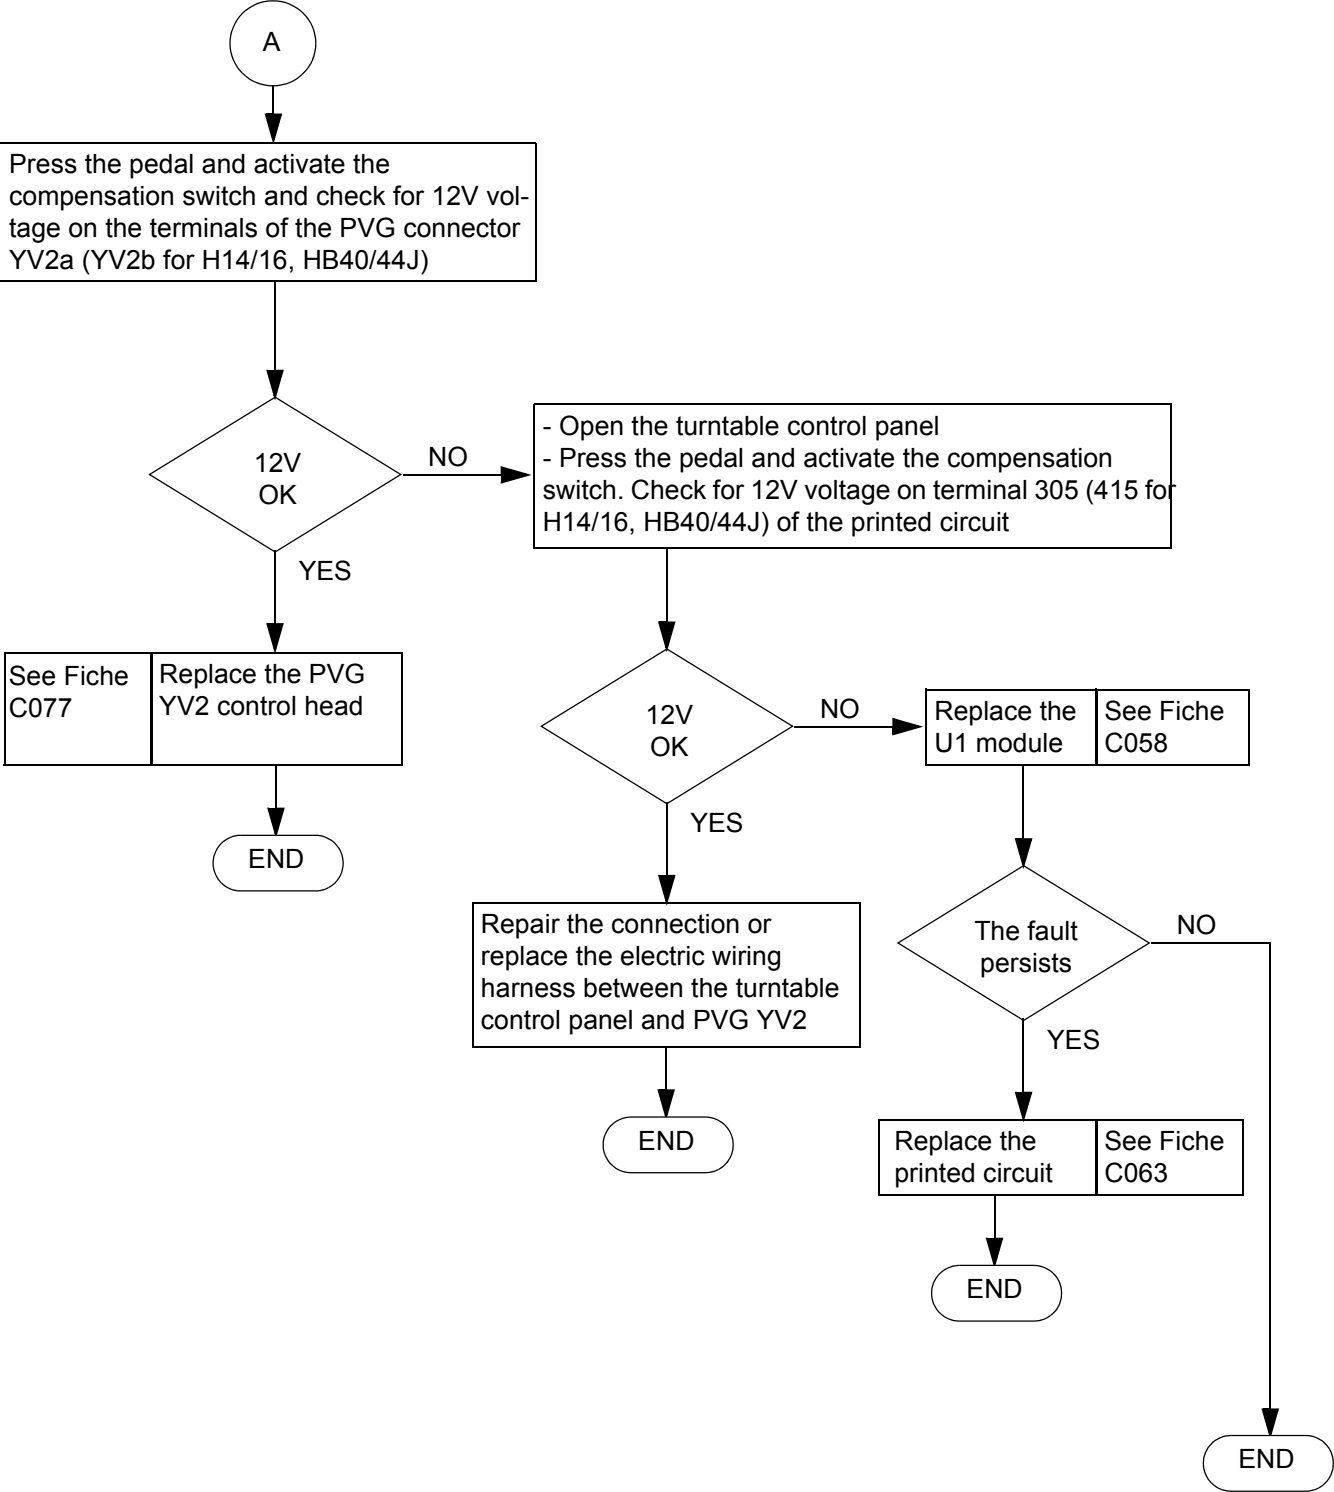 A
Press the pedal and activate the
compensation switch and check for 12V vol-
tage on the terminals of the PVG connector
YV2a (YV2b for H14/16, HB40/44J)
12V
OK
NO
- Open the turntable control panel
- Press the pedal and activate the compensation
switch. Check for 12V voltage on terminal 305 (415 for
H14/16, HB40/44J) of the printed circuit
YES
See Fiche
C077
Replace the PVG
YV2 control head
END
12V
OK
NO
Replace the
U1 module
See Fiche
C058
YES
Repair the connection or
replace the electric wiring
harness between the turntable
control panel and PVG YV2
END
The fault
persists
NO
YES
Replace the
printed circuit
See Fiche
C063
END
END